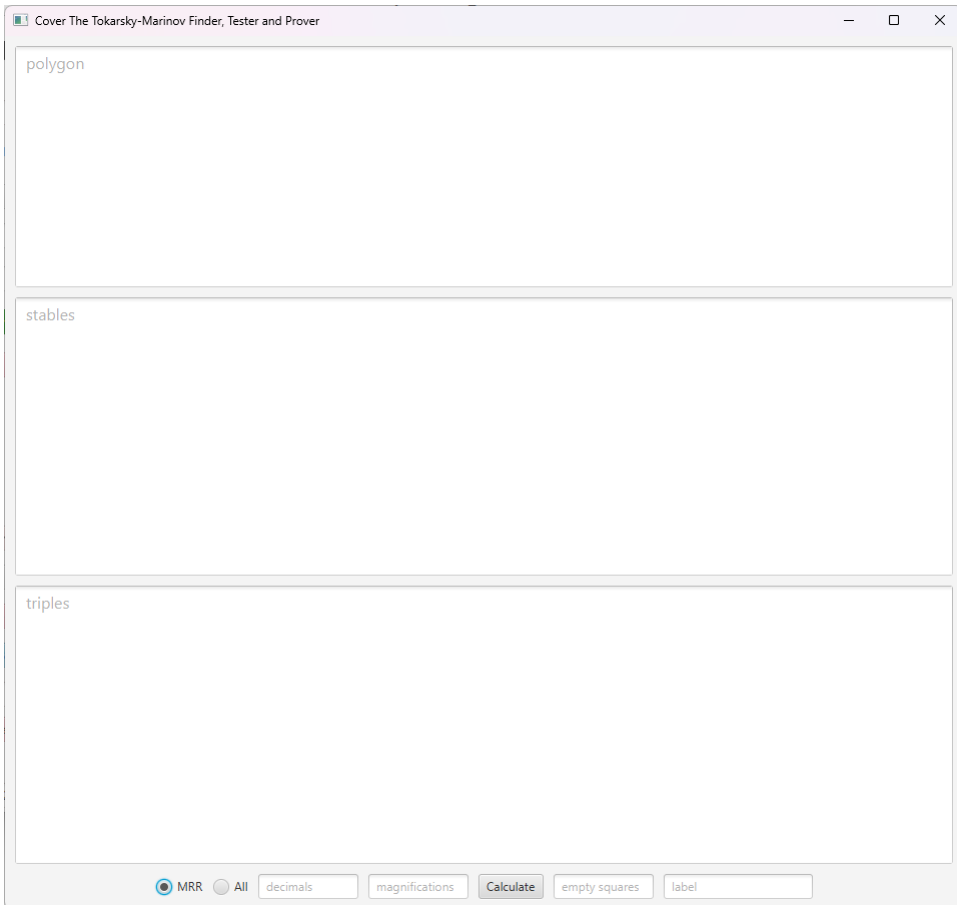 Cover The Tokarsky-Marinov Finder, Tester and Prover
polygon
stables
triples
MRR All decimals magnifications Calculate empty squares label